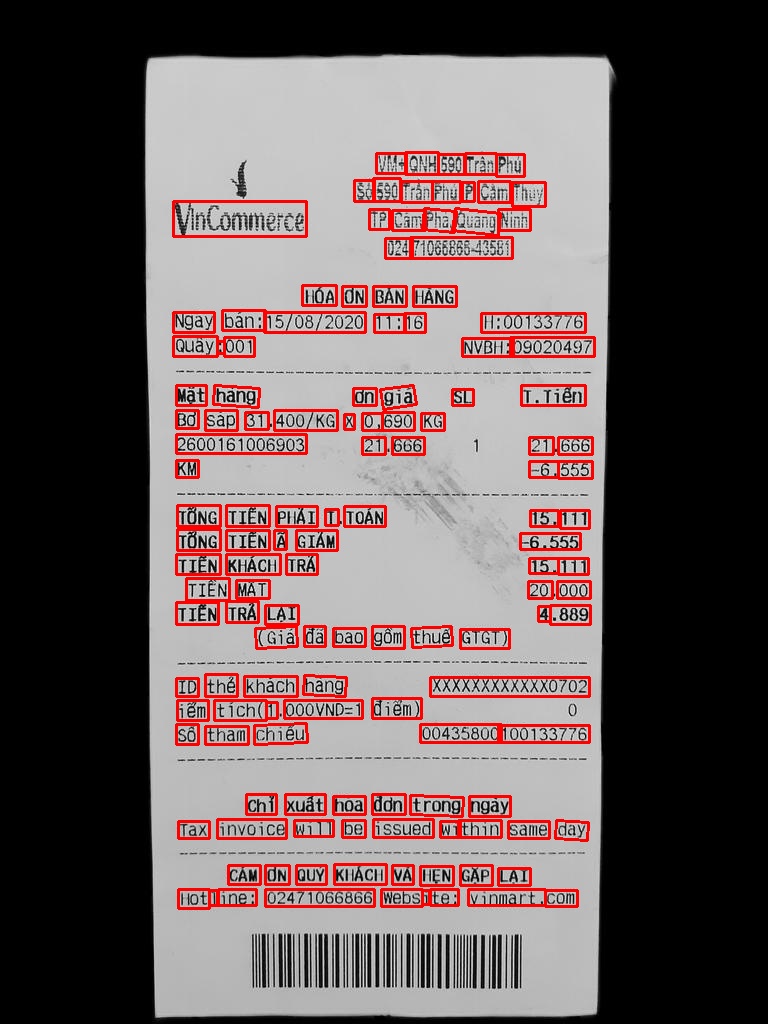 VM+ QNH 590 Trần Phú
Số 590 Trần Phú P Cẩm Thủy
VinCommerce
TP Cẩm Phả, Quảng Ninh
024 71066866-43581
HÓA ƠN BÁN HÀNG
Ngày bán: 15/08/2020 11:16 H:00133776
Quầy:001 NVBH:09020497
Mặt hàng ơn giá SL T.Tiền
Bơ sáp 31.400/KG x 0,690 KG
2600161006903 21.666 1 21.666
KM -6.555
TỔNG TIỀN PHẢI T.TOÁN 15.111
TỔNG TIỀN Ã GIẢM -6.555
TIỀN KHÁCH TRẢ 15.111
TIỀN MẶT 20.000
TIỀN TRẢ LẠI 4.889
(Giá đã bao gồm thuế GTGT)
ID thẻ khách hàng XXXXXXXXXXXX0702
iểm tích(1.000VND=1 điểm) 0
Số tham chiếu 00435800100133776
Chỉ xuất hóa đơn trong ngày
Tax invoice will be issued within same day
CẢM ƠN QUÝ KHÁCH VÀ HẸN GẶP LẠI
Hotline: 02471066866 Website: vinmart.com